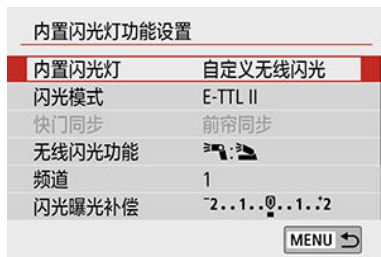 内置闪光灯功能设置
内置闪光灯 自定义无线闪光
闪光模式 E-TTL II
快门同步 前帘同步
无线闪光功能 :
频道 1
闪光曝光补偿 -2..1..0..1..+2
MENU